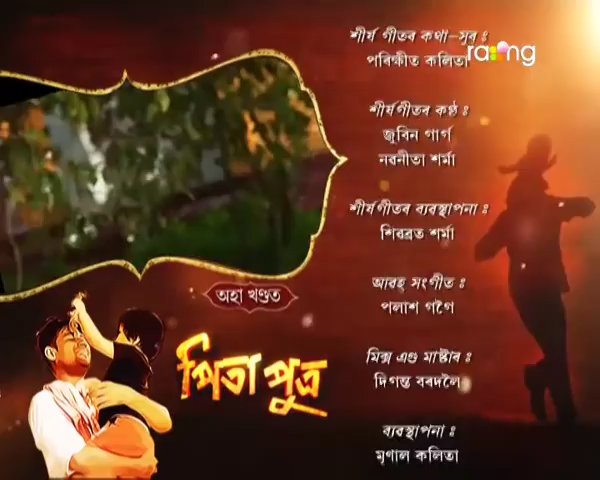 শীৰ্ষ গীতৰ কথা-সুৰ :
পৰিক্ষীত কলিতা
rang
শীৰ্ষগীতৰ কণ্ঠ :
জুবিন গাৰ্গ
নৱনীতা শৰ্মা
শীৰ্ষগীতৰ ব্যৱস্থাপনা :
শিৱব্ৰত শৰ্মা
আৱহ সংগীত :
পলাশ গগৈ
মিক্স এণ্ড মাষ্টাৰ :
দিগন্ত বৰদলৈ
ব্যৱস্থাপনা :
মৃণাল কলিতা
অহা খণ্ডত
পিতা পুত্ৰ